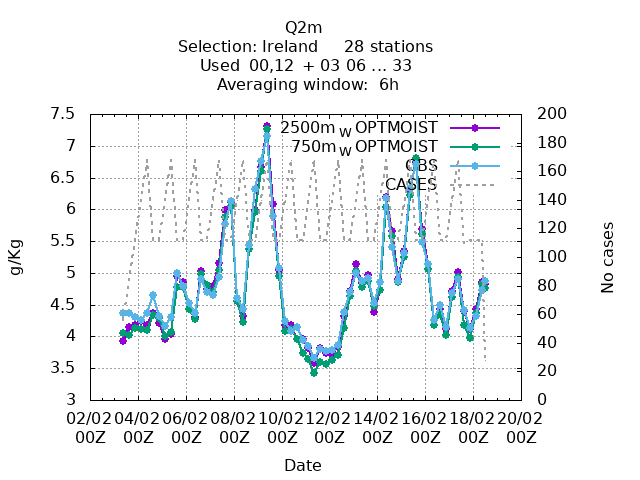 Q2m
Selection: Ireland 28 stations
Used 00,12 + 03 06 ... 33
Averaging window: 6h
2500m_W OPTMOIST
750m_W OPTMOIST
OBS
CASES
g/Kg
7.5
7
6.5
6
5.5
5
4.5
4
3.5
3
No cases
200
180
160
140
120
100
80
60
40
20
0
02/02 04/02 06/02 08/02 10/02 12/02 14/02 16/02 18/02 20/02
00Z 00Z 00Z 00Z 00Z 00Z 00Z 00Z 00Z 00Z
Date